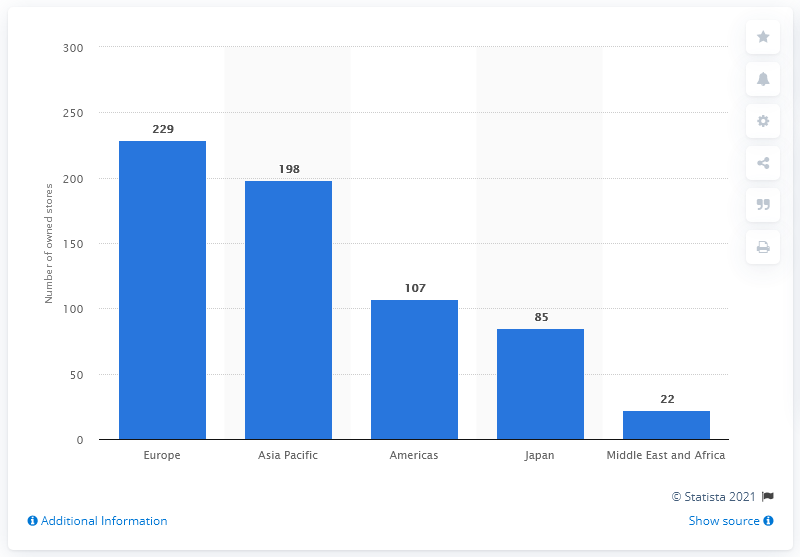 300
250
200
150
100
50
0
Number of owned stores
229
198
107
85
22
Europe
Asia Pacific
Americas
Japan
Middle East and Africa
© Statista 2021
Additional Information
Show source